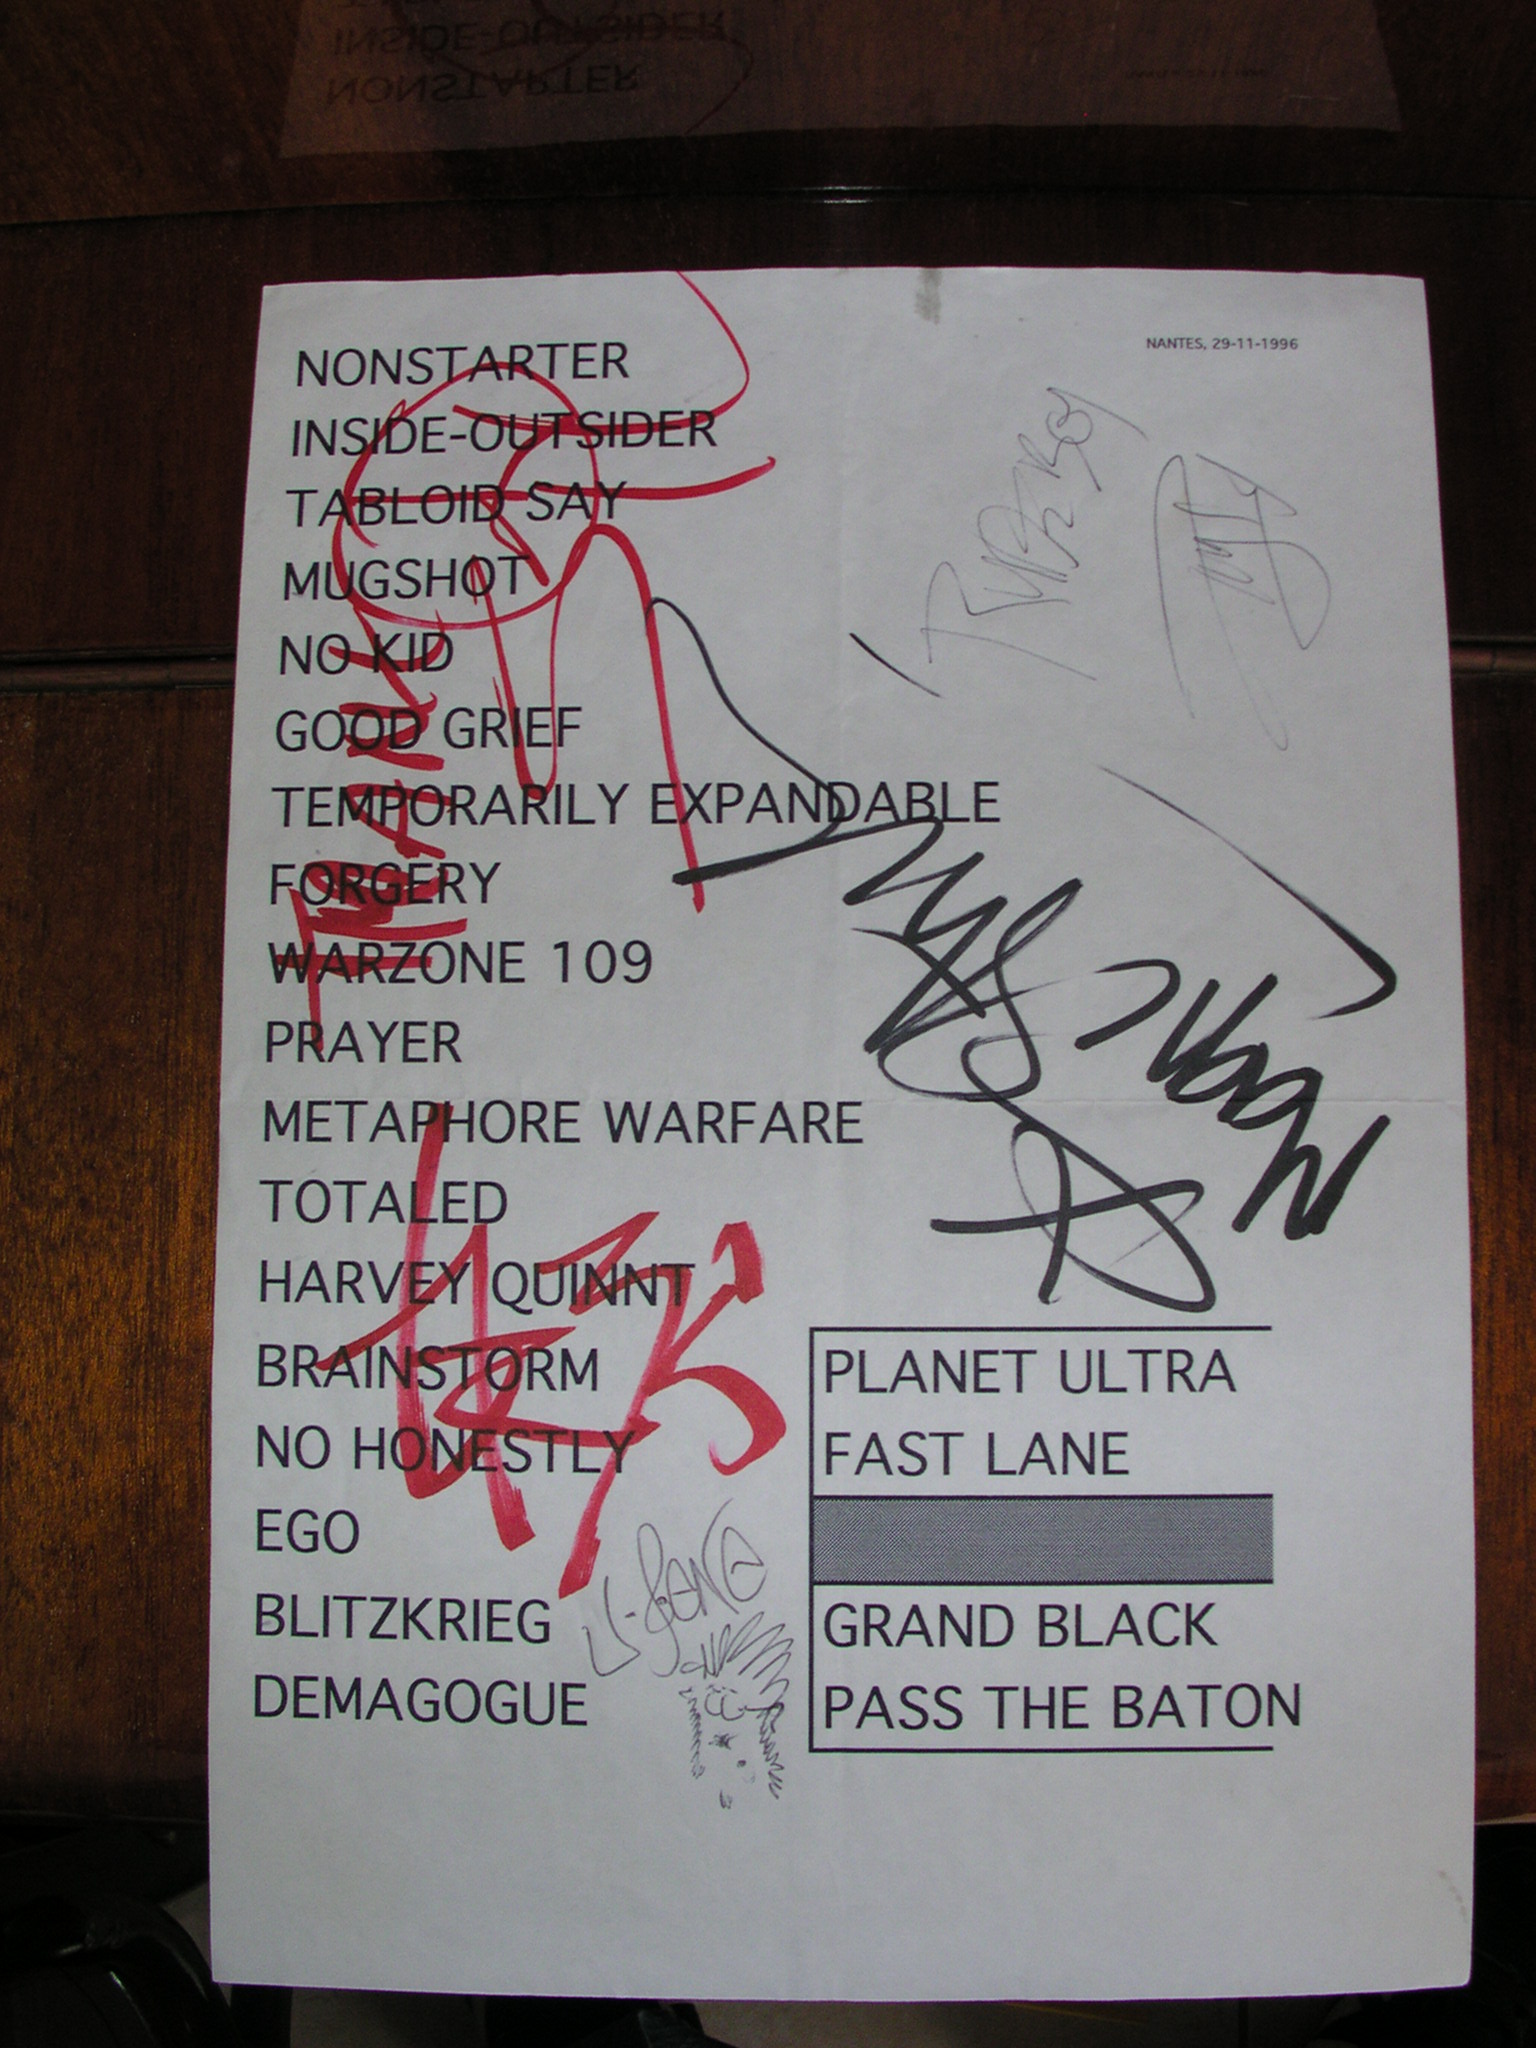 NANTES, 29-11-1996
NONSTARTER
INSIDE-OUTSIDER
TABLOID SAY
MUGSHOT
NO KID
GOOD GRIEF
TEMPORARILY EXPANDABLE
FORGERY
WARZONE 109
PRAYER
METAPHORE WARFARE
TOTALED
HARVEY QUINNT
BRAINSTORM
NO HONESTLY
EGO
BLITZKRIEG
DEMAGOGUE
PLANET ULTRA
FAST LANE
GRAND BLACK
PASS THE BATON